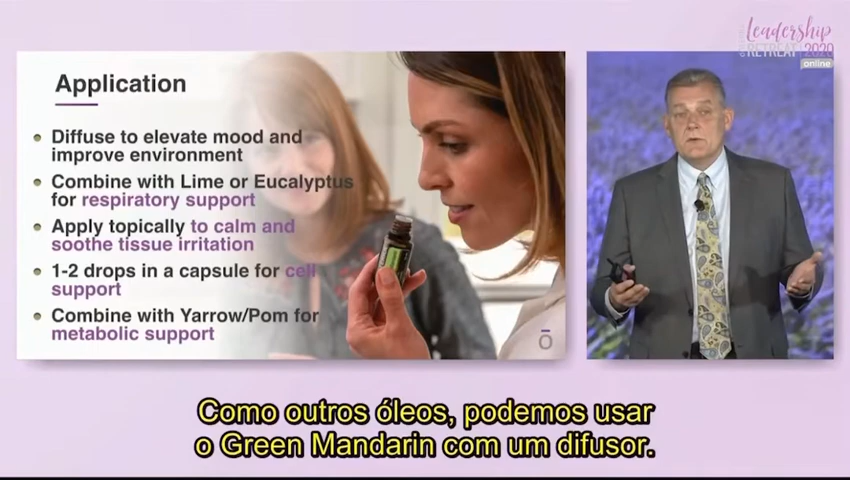 Leadership
RETREAT 2020
online
Application
Diffuse to elevate mood and
improve environment
Combine with Lime or Eucalyptus
for respiratory support
Apply topically to calm and
soothe tissue irritation
1-2 drops in a capsule for cell
support
Combine with Yarrow/Pom for
metabolic support
ō
Como outros óleos, podemos usar
o Green Mandarin com um difusor.